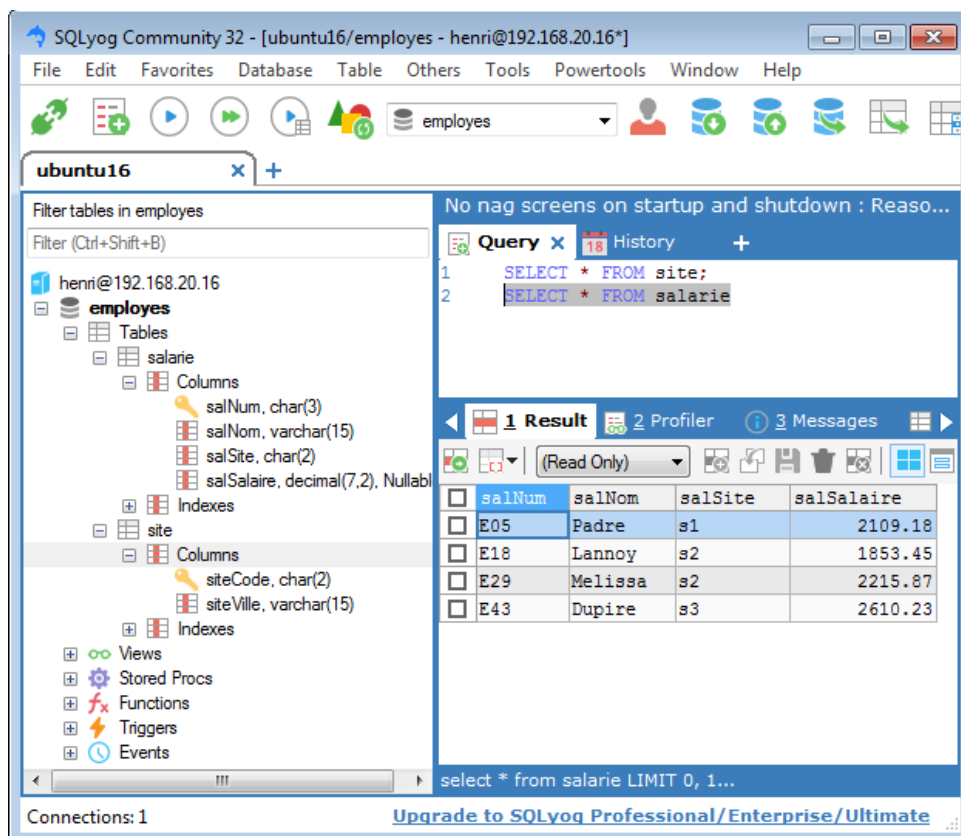 SQLyog Community 32 - [ubuntu16/employes - henri@192.168.20.16*]
File Edit Favorites Database Table Others Tools Powertools Window Help
employes
ubuntu16 x +
Filter tables in employes
Filter (Ctrl+Shift+B)
henri@192.168.20.16
employes
Tables
salarie
Columns
salNum, char(3)
salNom, varchar(15)
salSite, char(2)
salSalaire, decimal(7,2), Nullabl
Indexes
site
Columns
siteCode, char(2)
siteVille, varchar(15)
Indexes
Views
Stored Procs
Functions
Triggers
Events
No nag screens on startup and shutdown : Reaso...
Query x 18 History +
1 SELECT * FROM site;
2 SELECT * FROM salarie
1 Result 2 Profiler 3 Messages
(Read Only)
salNum salNom salSite salSalaire
E05 Padre s1 2109.18
E18 Lannoy s2 1853.45
E29 Melissa s2 2215.87
E43 Dupire s3 2610.23
select * from salarie LIMIT 0, 1...
Connections: 1 Upgrade to SQLyog Professional/Enterprise/Ultimate